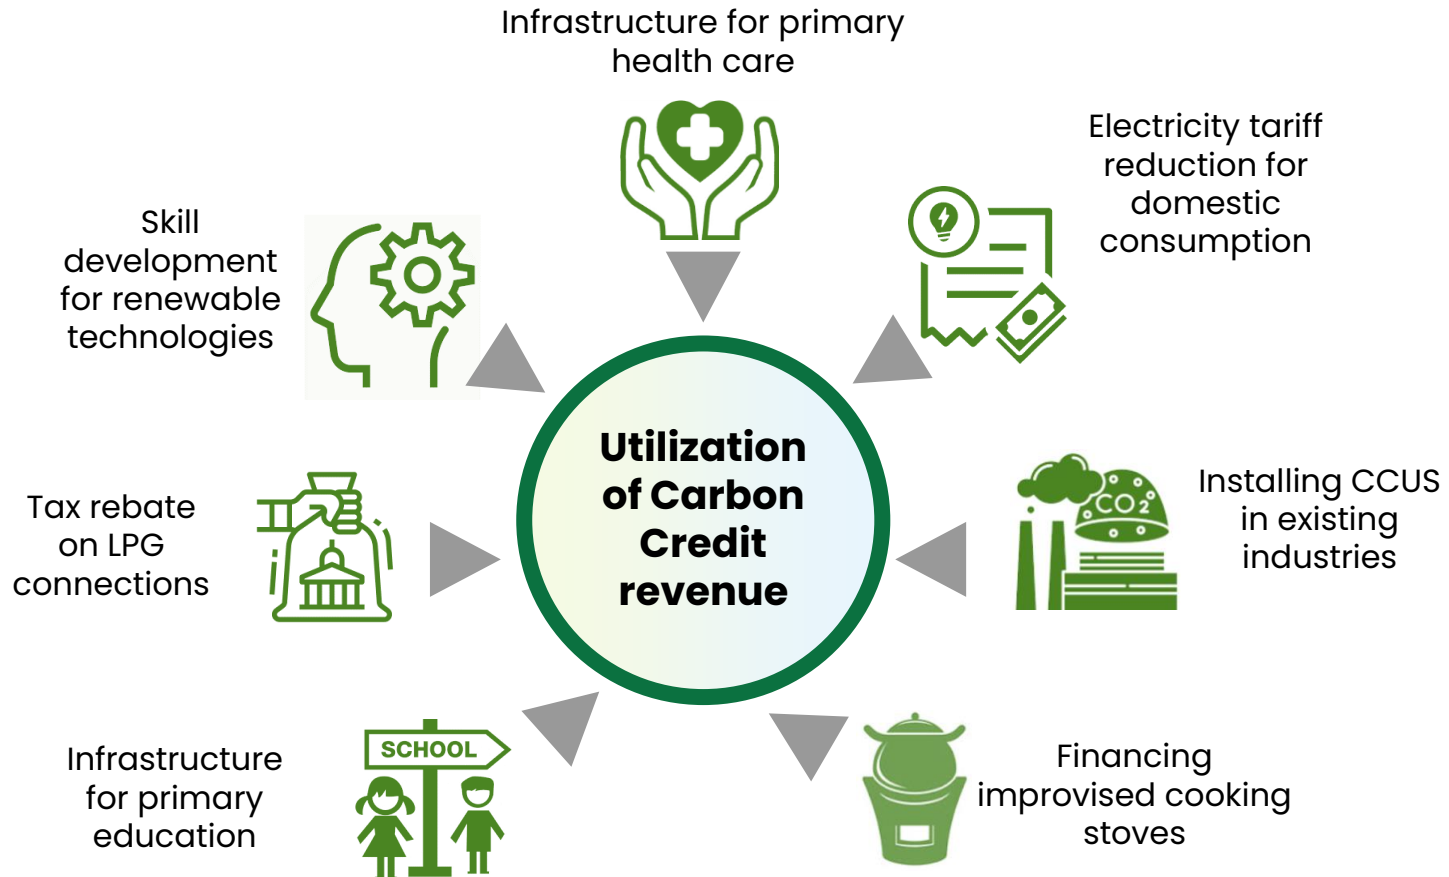 Infrastructure for primary
health care
Electricity tariff
reduction for
domestic
consumption
Skill
development
for renewable
technologies
Utilization
of Carbon
Credit
revenue
Installing CCUS
in existing
industries
CO2
Tax rebate
on LPG
connections
SCHOOL
Infrastructure
for primary
education
Financing
improvised cooking
stoves